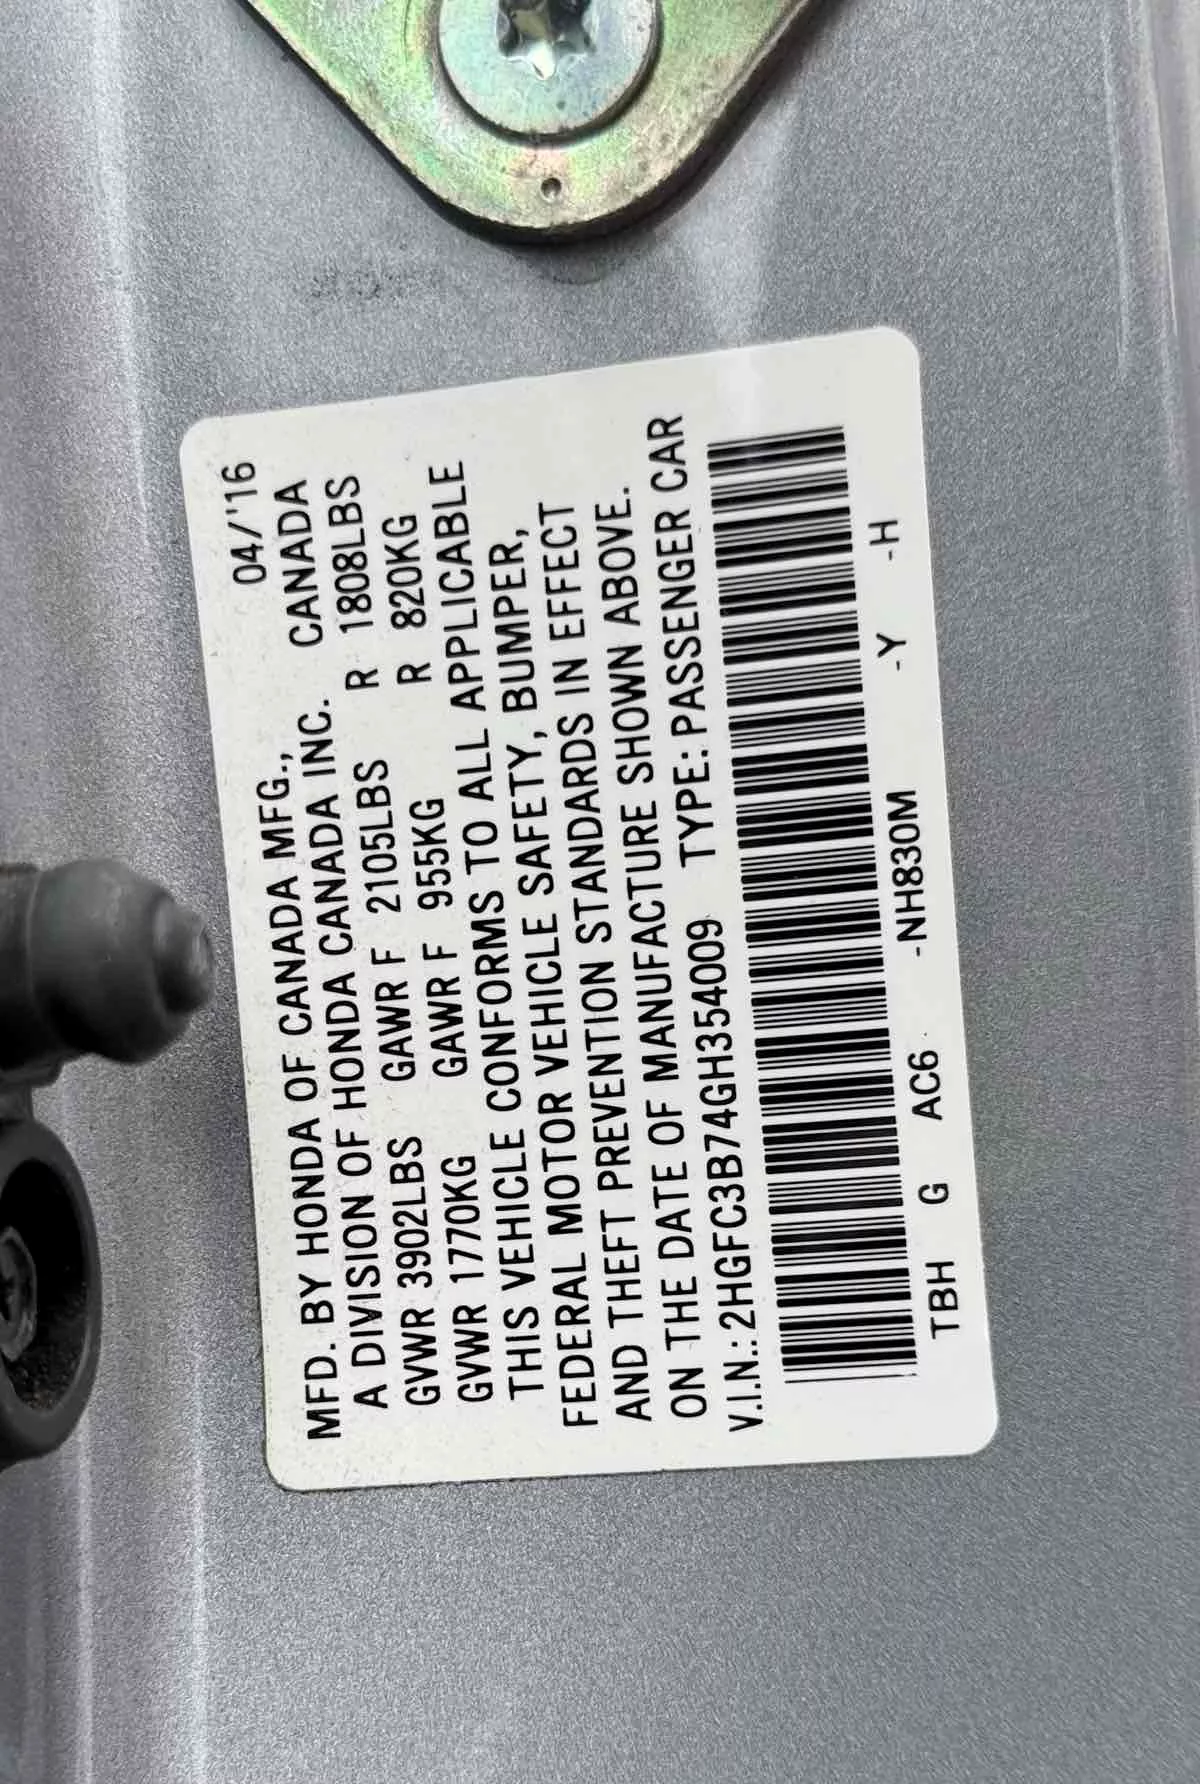 04/'16
MFD. BY HONDA OF CANADA MFG., CANADA
A DIVISION OF HONDA CANADA INC.
GVWR 3902LBS GAWR F 2105LBS R 1808LBS
GVWR 1770KG GAWR F 955KG R 820KG
THIS VEHICLE CONFORMS TO ALL APPLICABLE
FEDERAL MOTOR VEHICLE SAFETY, BUMPER,
AND THEFT PREVENTION STANDARDS IN EFFECT
ON THE DATE OF MANUFACTURE SHOWN ABOVE.
V.I.N.: 2HGFC3B74GH354009 TYPE: PASSENGER CAR
TBH G AC6 -NH830M -Y -H